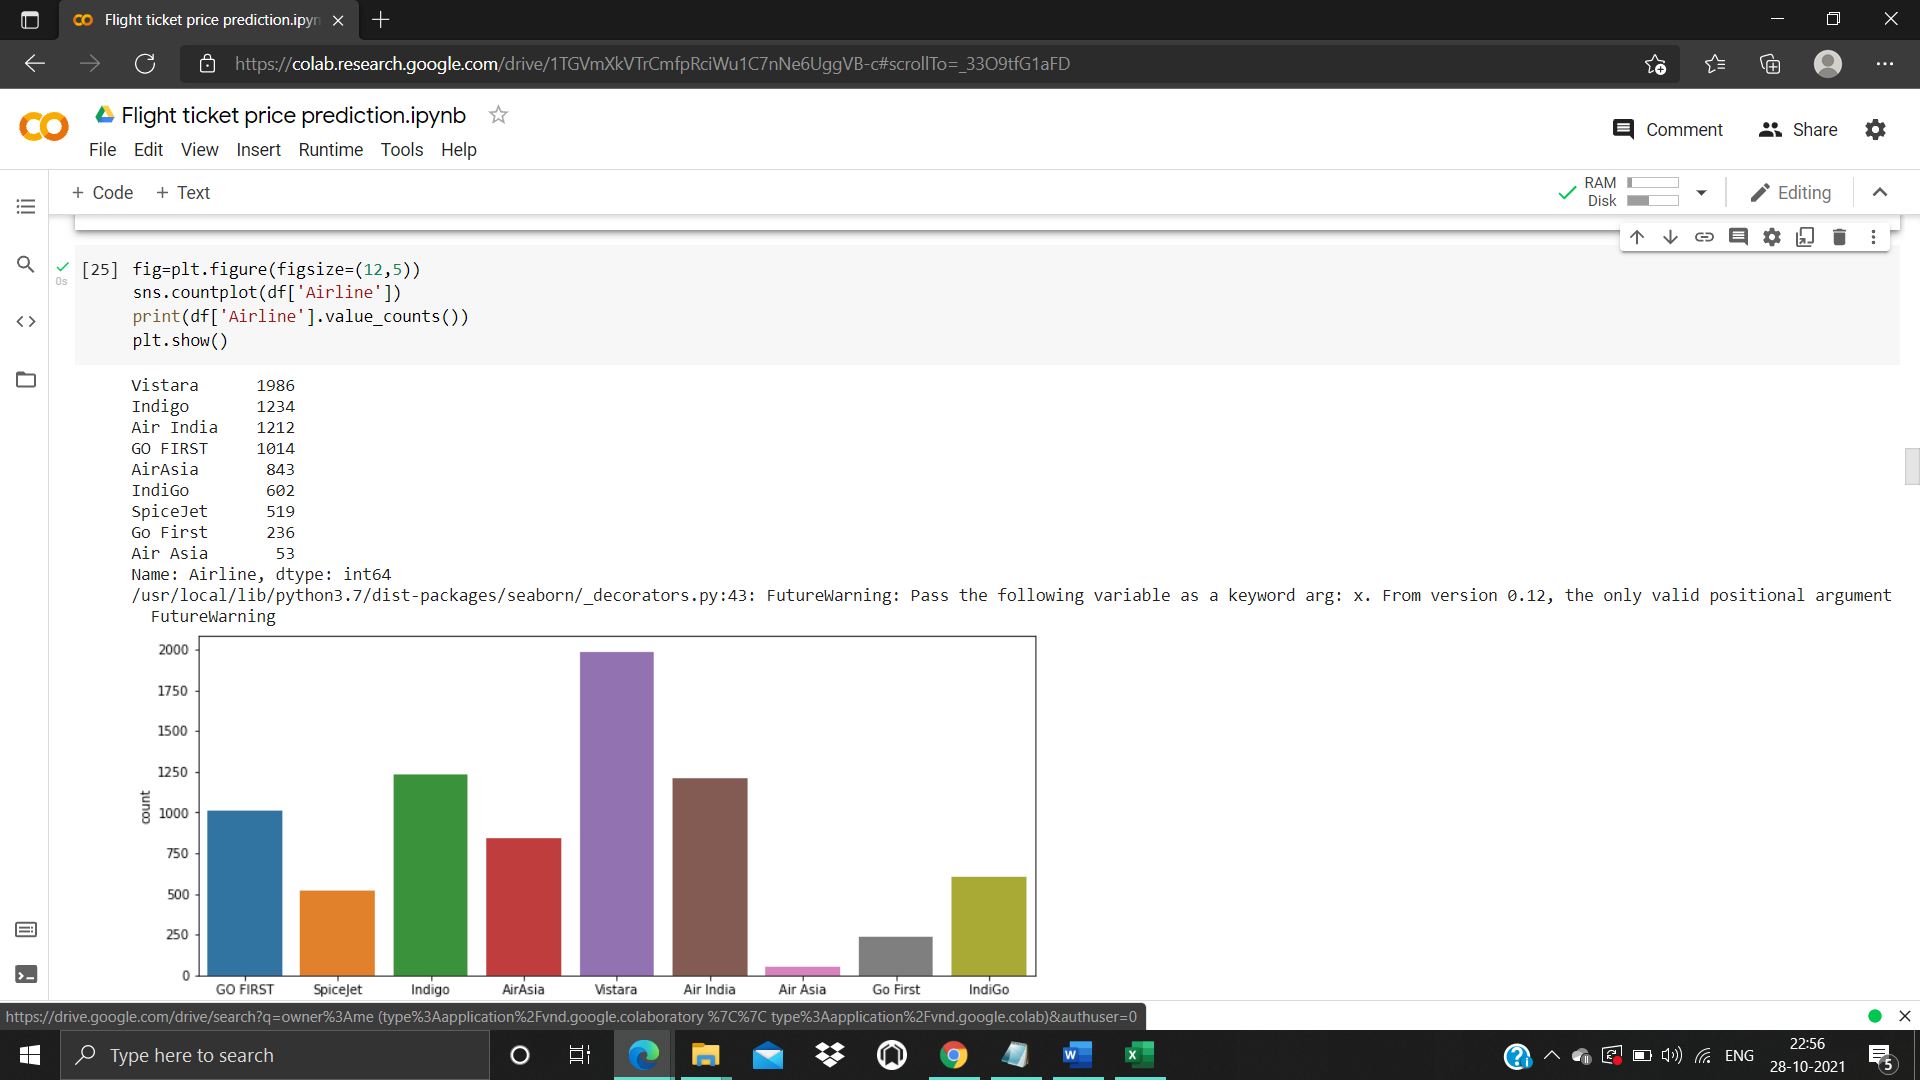 Flight ticket price prediction.ipyn
https://colab.research.google.com/drive/1TGVmXkVTrCmfpRciWu1C7nNe6UggVB-c#scrollTo=_33O9tfG1aFD
Flight ticket price prediction.ipynb
Comment
Share
File Edit View Insert Runtime Tools Help
+ Code + Text
RAM
Disk
Editing
[25] fig=plt.figure(figsize=(12,5))
0s
sns.countplot(df['Airline'])
print(df['Airline'].value_counts())
plt.show()
Vistara 1986
Indigo 1234
Air India 1212
GO FIRST 1014
AirAsia 843
IndiGo 602
SpiceJet 519
Go First 236
Air Asia 53
Name: Airline, dtype: int64
/usr/local/lib/python3.7/dist-packages/seaborn/_decorators.py:43: FutureWarning: Pass the following variable as a keyword arg: x. From version 0.12, the only valid positional argument
FutureWarning
2000
1750
1500
1250
1000
750
500
250
0
count
GO FIRST SpiceJet Indigo AirAsia Vistara Air India Air Asia Go First IndiGo
https://drive.google.com/drive/search?q=owner%3Ame (type%3Aapplication%2Fvnd.google.colaboratory %7C%7C type%3Aapplication%2Fvnd.google.colab)&authuser=0
Type here to search
ENG
22:56
28-10-2021
5